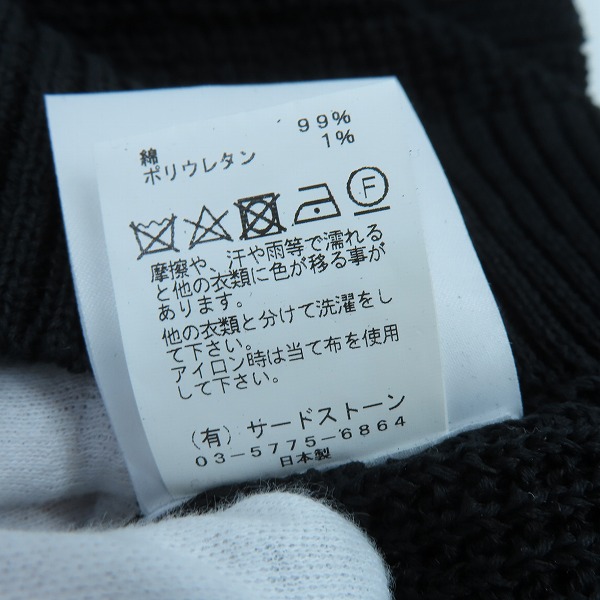 綿 99%
ポリウレタン 1%
F
摩擦や、汗や雨等で濡れる
と他の衣類に色が移る事が
あります。
他の衣類と分けて洗濯をし
て下さい。
アイロン時は当て布を使用
して下さい。
(有)サードストーン
03-5775-6864
日本製